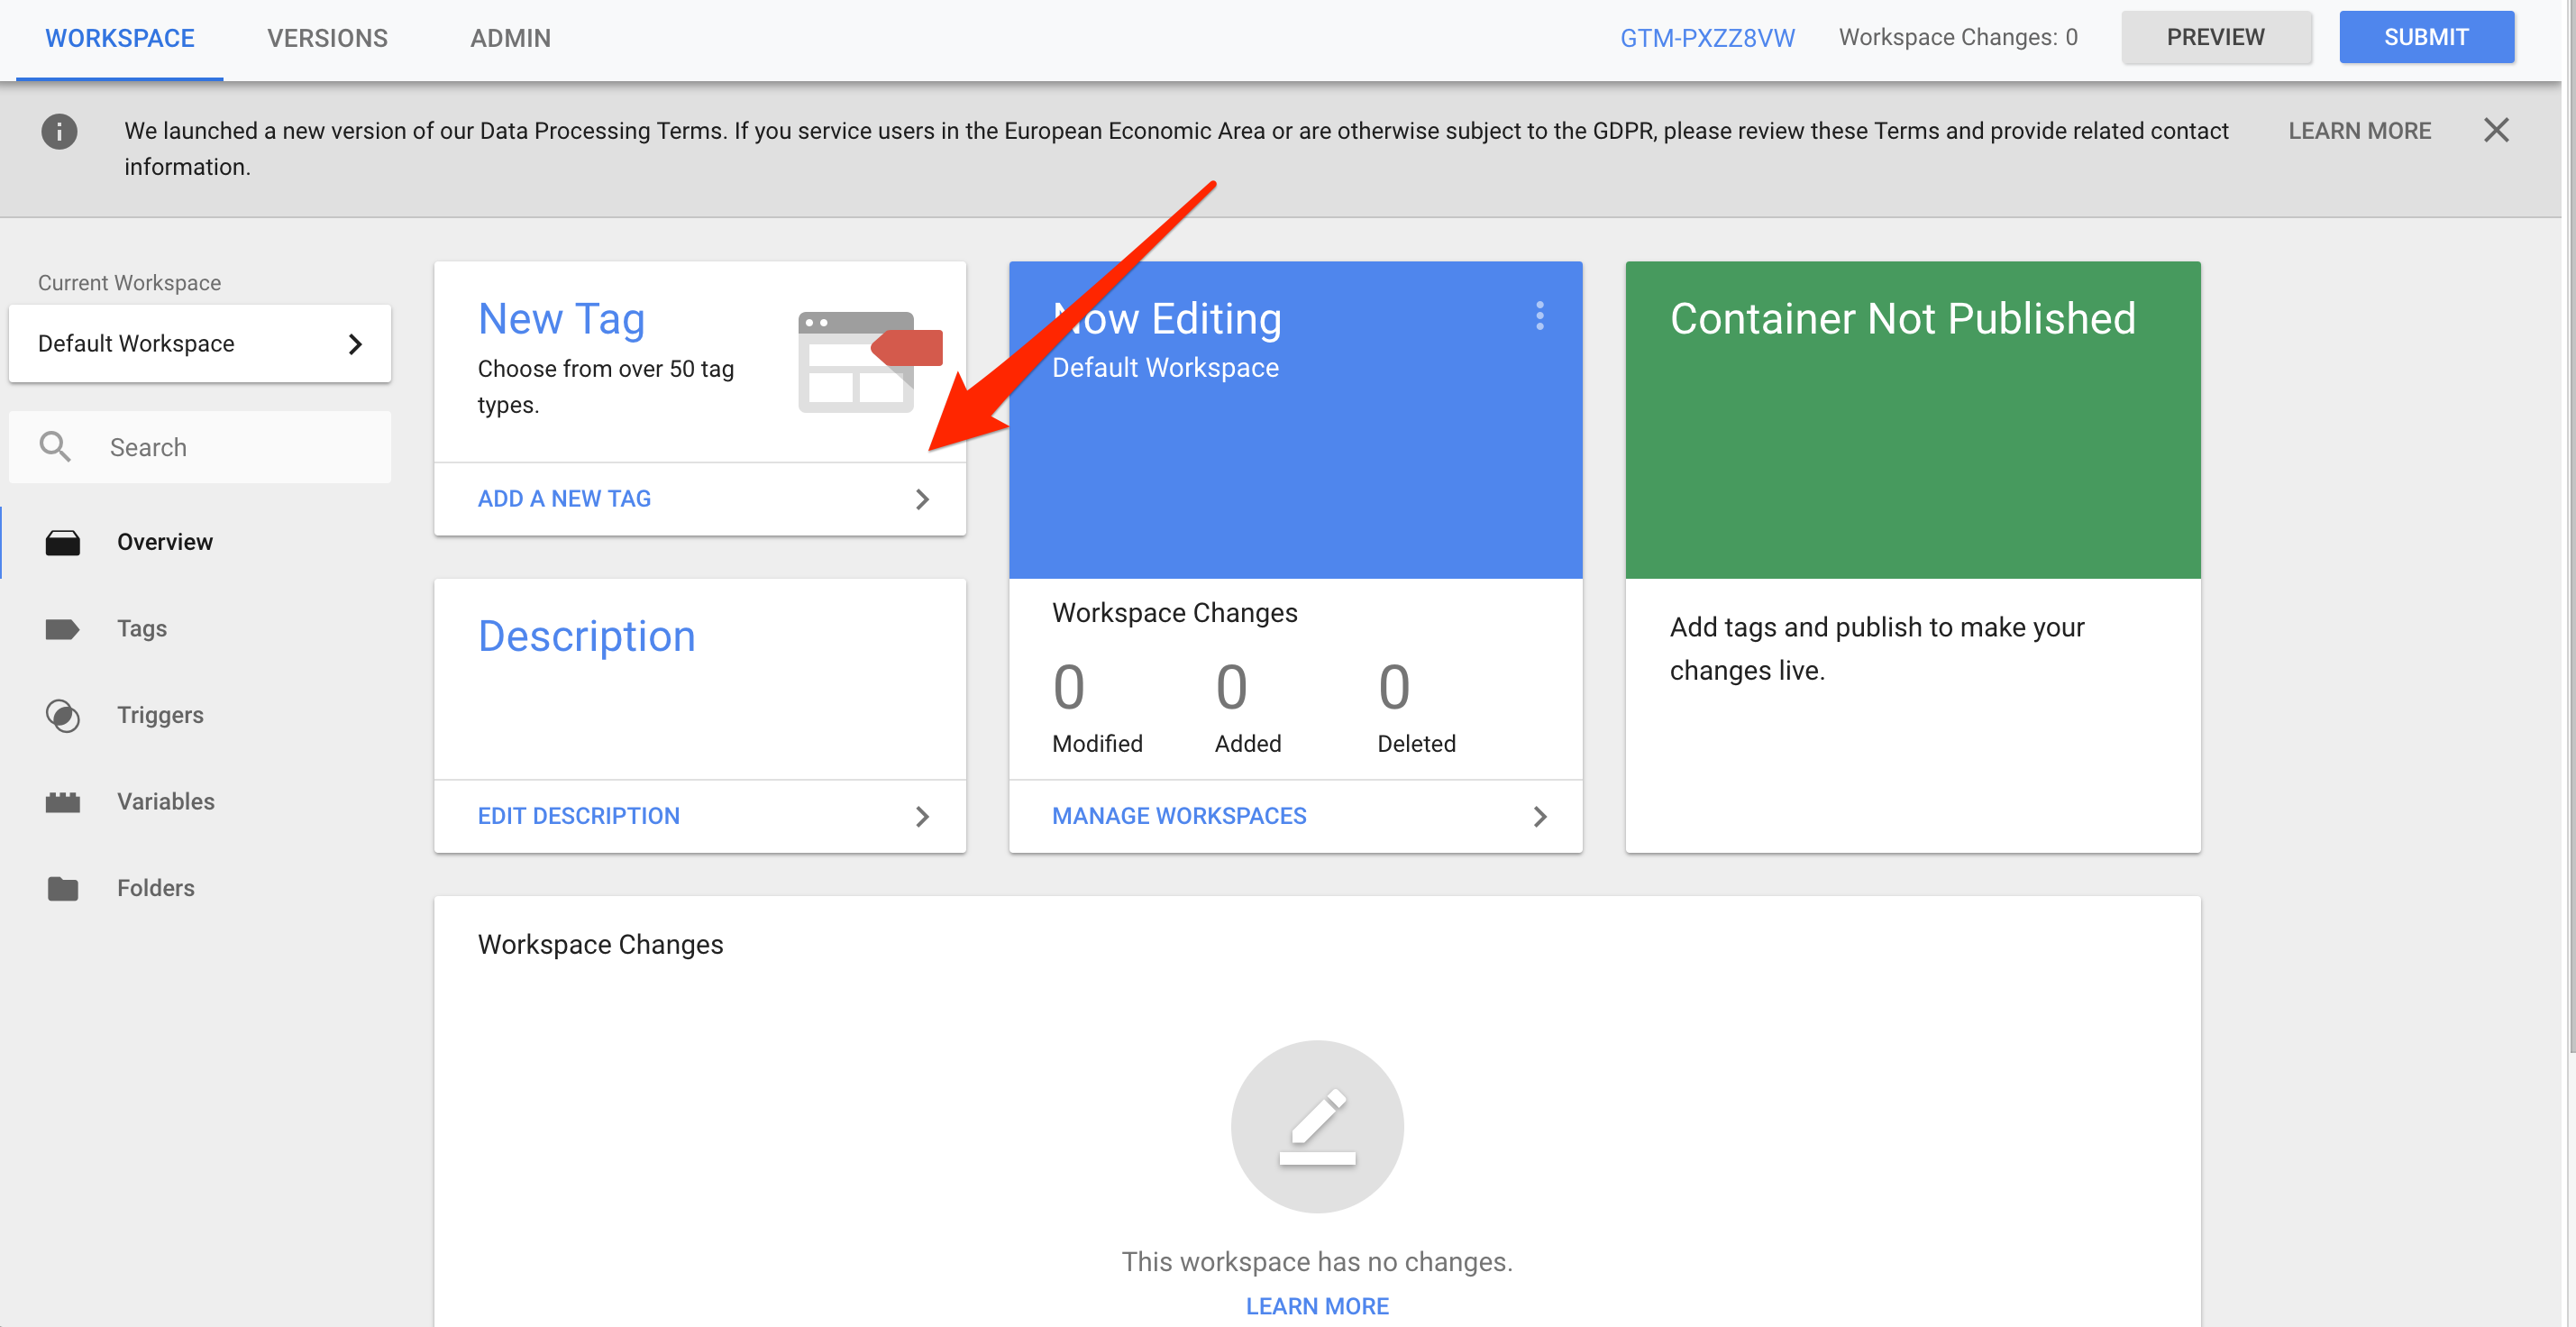 WORKSPACE VERSIONS ADMIN GTM-PXZZ8VW Workspace Changes: 0 PREVIEW SUBMIT
We launched a new version of our Data Processing Terms. If you service users in the European Economic Area or are otherwise subject to the GDPR, please review these Terms and provide related contact
information.
LEARN MORE
Current Workspace
Default Workspace
Search
Overview
Tags
Triggers
Variables
Folders
New Tag
Choose from over 50 tag
types.
ADD A NEW TAG
Description
EDIT DESCRIPTION
Now Editing
Default Workspace
Workspace Changes
0 0 0
Modified Added Deleted
MANAGE WORKSPACES
Container Not Published
Add tags and publish to make your
changes live.
Workspace Changes
This workspace has no changes.
LEARN MORE